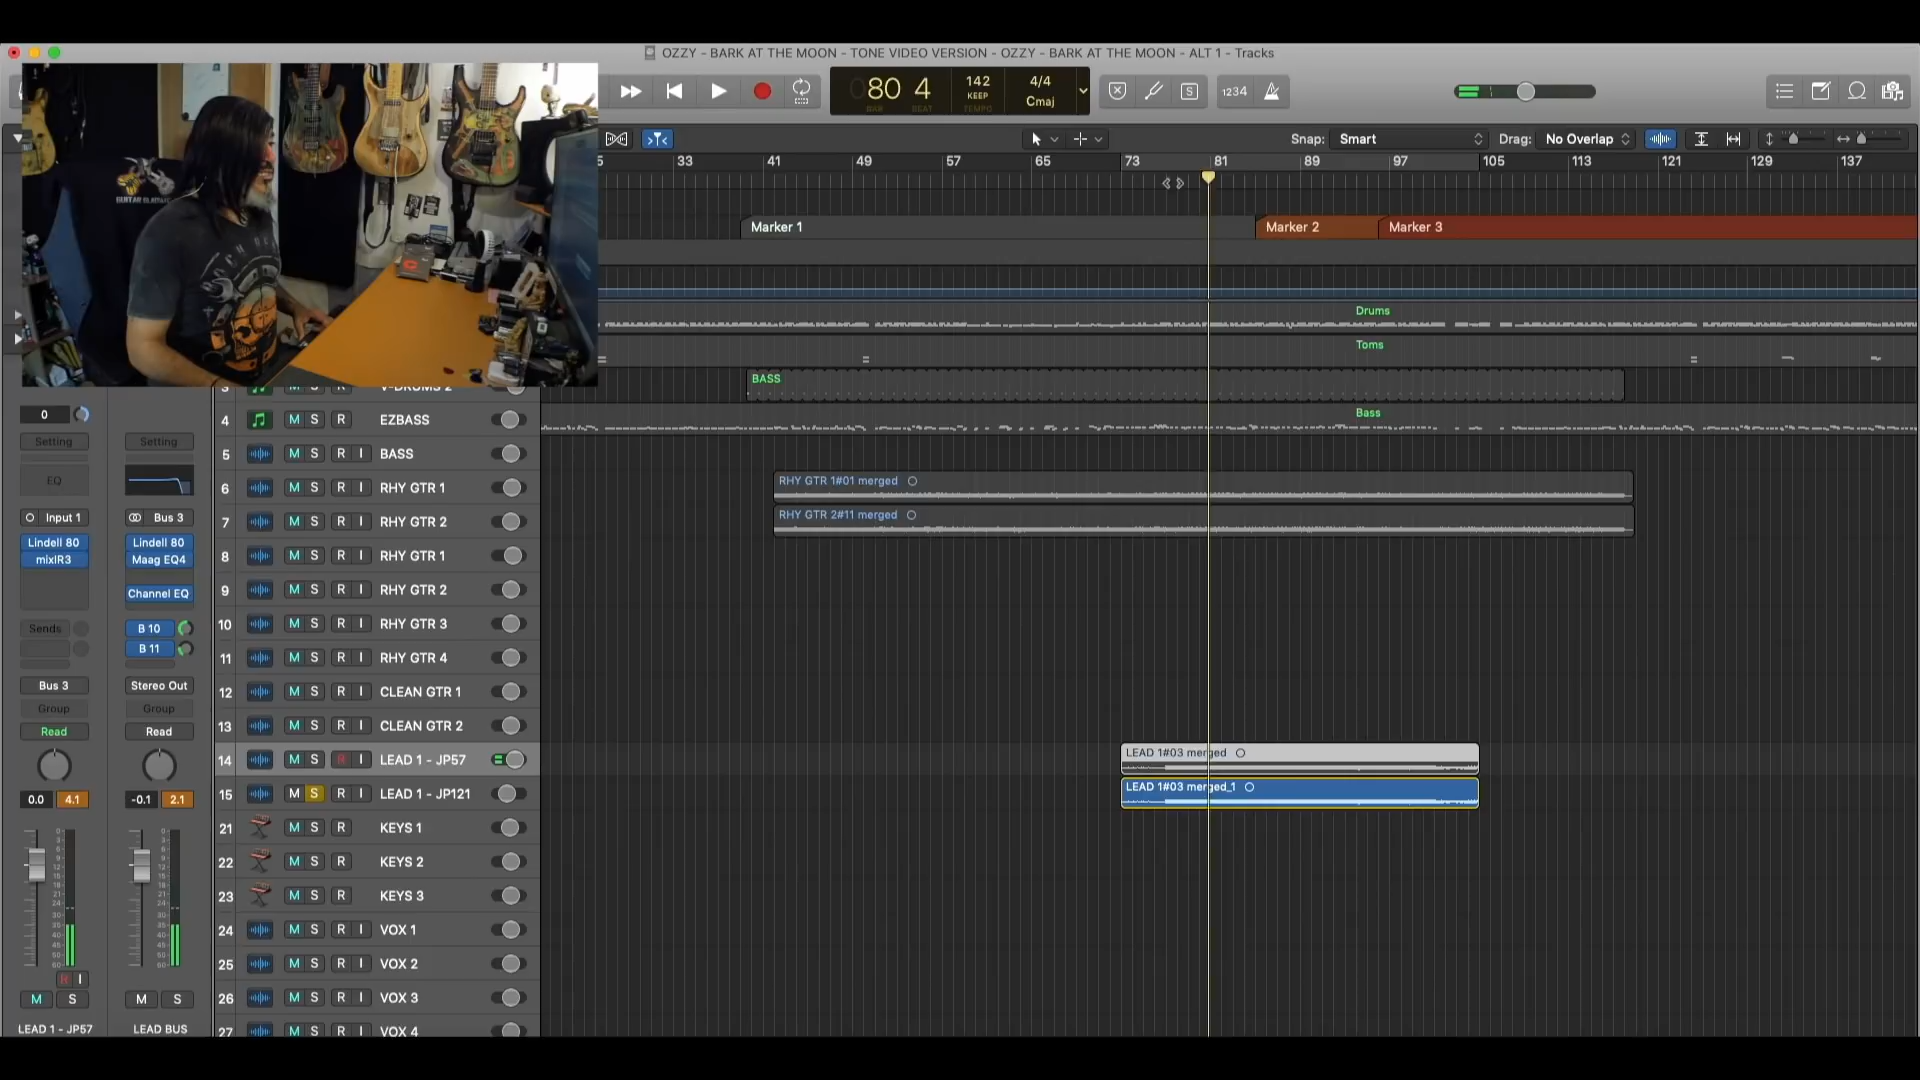 OZZY - BARK AT THE MOON - TONE VIDEO VERSION - OZZY - BARK AT THE MOON - ALT 1 - Tracks
80 4
BAR BEAT
142
KEEP
TEMPO
4/4
Cmaj
S
1234
Snap: Smart
Drag: No Overlap
33 41 49 57 65 73 81 89 97 105 113 121 129 137
Marker 1
Marker 2
Marker 3
Drums
Toms
BASS
Bass
3 M S R V-DRUMS 2
4 M S R EZBASS
5 M S R I BASS
6 M S R I RHY GTR 1
RHY GTR 1#01 merged
7 M S R I RHY GTR 2
RHY GTR 2#11 merged
8 M S R I RHY GTR 1
9 M S R I RHY GTR 2
10 M S R I RHY GTR 3
11 M S R I RHY GTR 4
12 M S R I CLEAN GTR 1
13 M S R I CLEAN GTR 2
14 M S R I LEAD 1 - JP57
LEAD 1#03 merged
15 M S R I LEAD 1 - JP121
LEAD 1#03 merged_1
21 M S R KEYS 1
22 M S R KEYS 2
23 M S R KEYS 3
24 M S R I VOX 1
25 M S R I VOX 2
26 M S R I VOX 3
27 M S R I VOX 4
0
Setting
EQ
Input 1
Lindell 80
mixIR3
Sends
Bus 3
Group
Read
0.0 4.1
R I
M S
LEAD 1 - JP57
Setting
Bus 3
Lindell 80
Maag EQ4
Channel EQ
B 10
B 11
Stereo Out
Group
Read
-0.1 2.1
M S
LEAD BUS